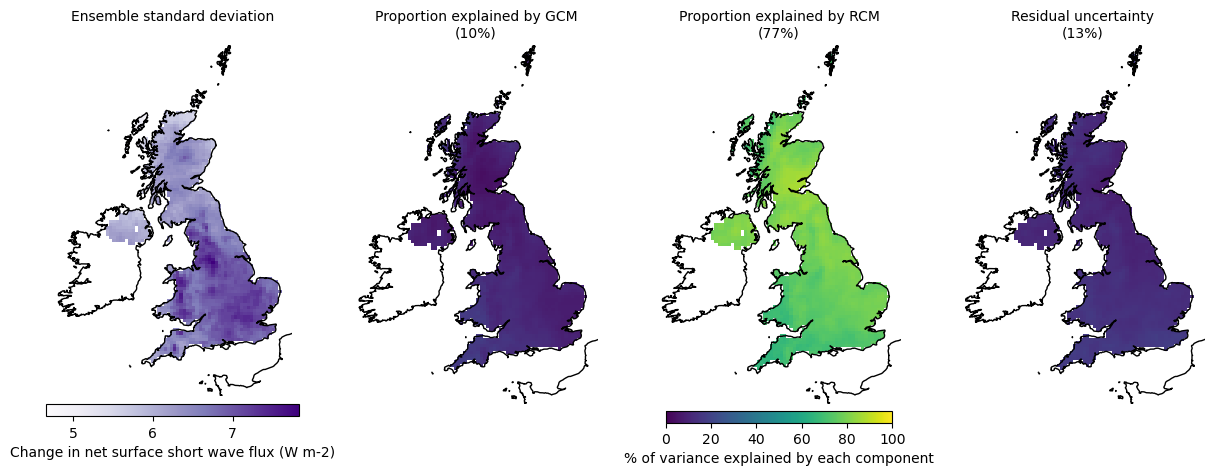 Ensemble standard deviation
Proportion explained by GCM
(10%)
Proportion explained by RCM
(77%)
Residual uncertainty
(13%)
5 6 7
Change in net surface short wave flux (W m-2)
0 20 40 60 80 100
% of variance explained by each component